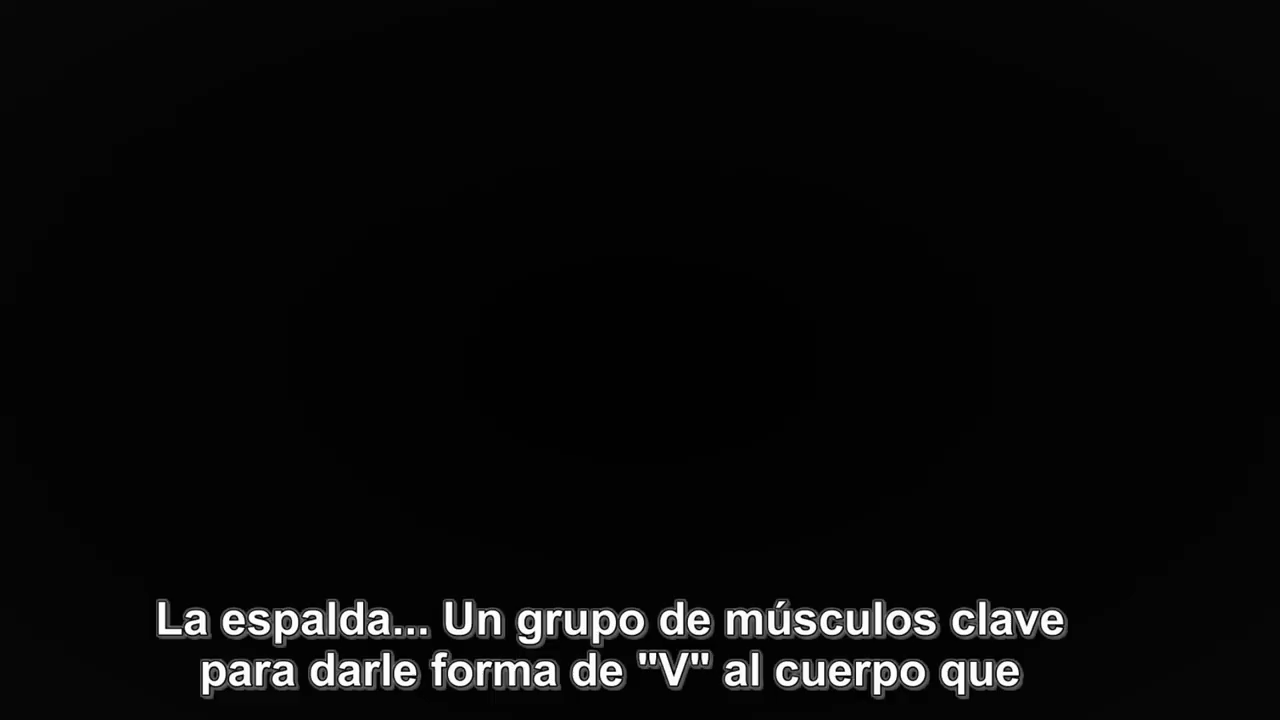 La espalda... Un grupo de músculos clave
para darle forma de "V" al cuerpo que